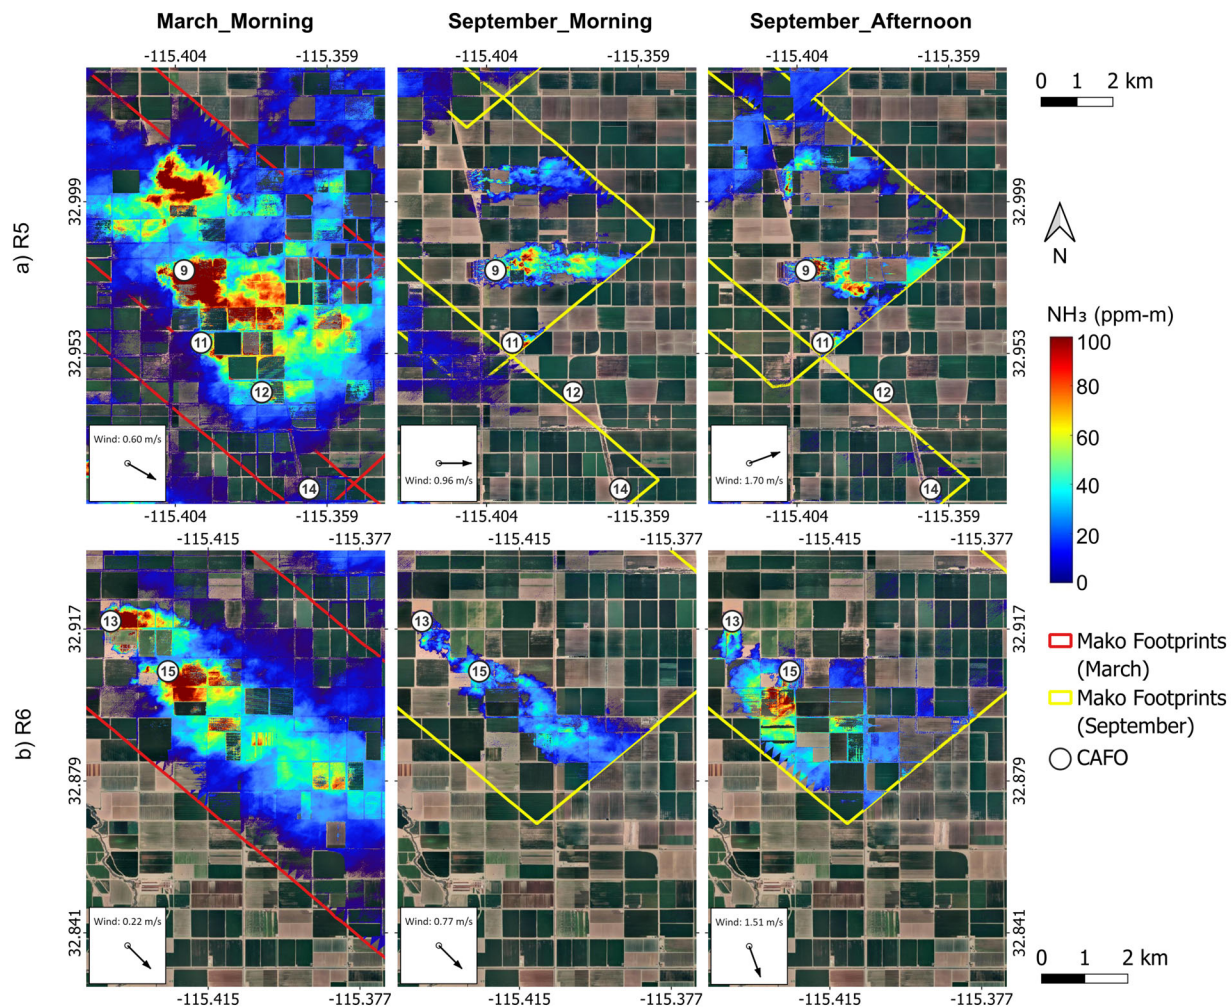 March_Morning
September_Morning
September_Afternoon
-115.404
-115.359
-115.404
-115.359
-115.404
-115.359
0 1 2 km
a) R5
32.999
32.953
9
11
12
14
Wind: 0.60 m/s
9
11
12
14
Wind: 0.96 m/s
9
11
12
14
Wind: 1.70 m/s
32.999
32.953
N
NH₃ (ppm-m)
100
80
60
40
20
0
-115.404
-115.359
-115.404
-115.359
-115.404
-115.359
-115.415
-115.377
-115.415
-115.377
-115.415
-115.377
b) R6
32.917
32.879
32.841
13
15
Wind: 0.22 m/s
13
15
Wind: 0.77 m/s
13
15
Wind: 1.51 m/s
32.917
32.879
32.841
Mako Footprints
(March)
Mako Footprints
(September)
CAFO
0 1 2 km
-115.415
-115.377
-115.415
-115.377
-115.415
-115.377